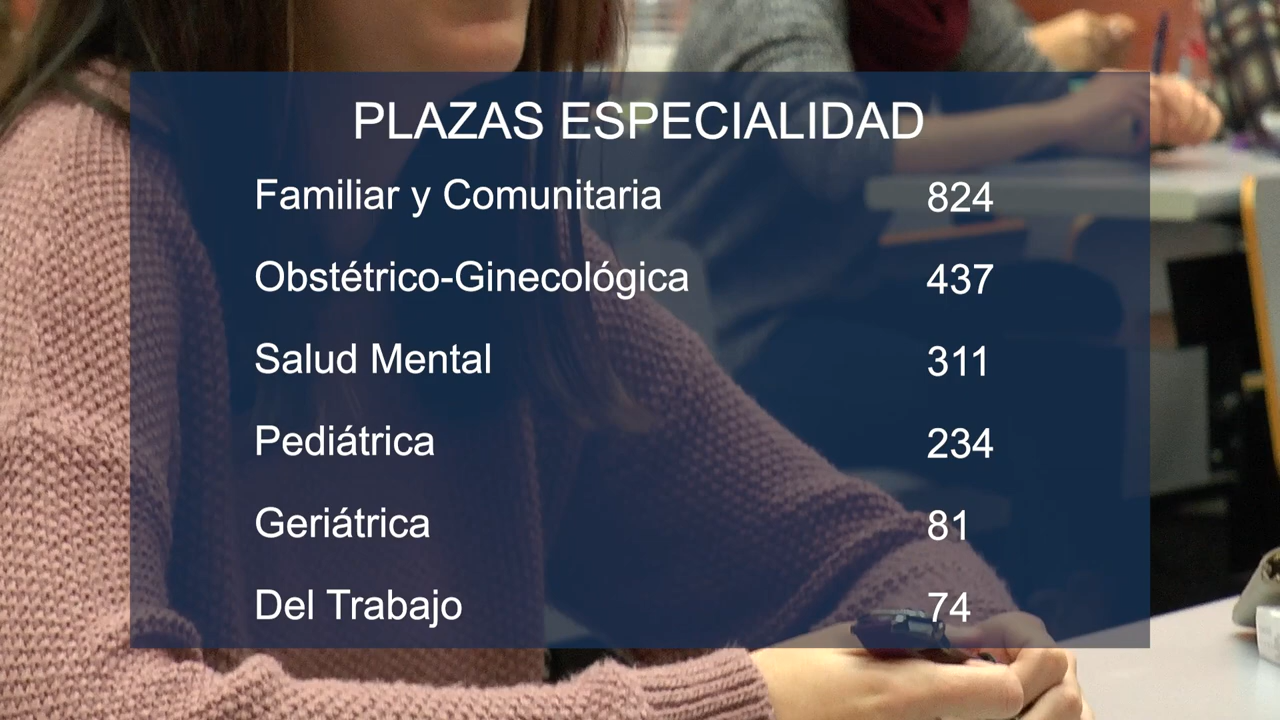 PLAZAS ESPECIALIDAD
Familiar y Comunitaria 824
Obstétrico-Ginecológica 437
Salud Mental 311
Pediátrica 234
Geriátrica 81
Del Trabajo 74